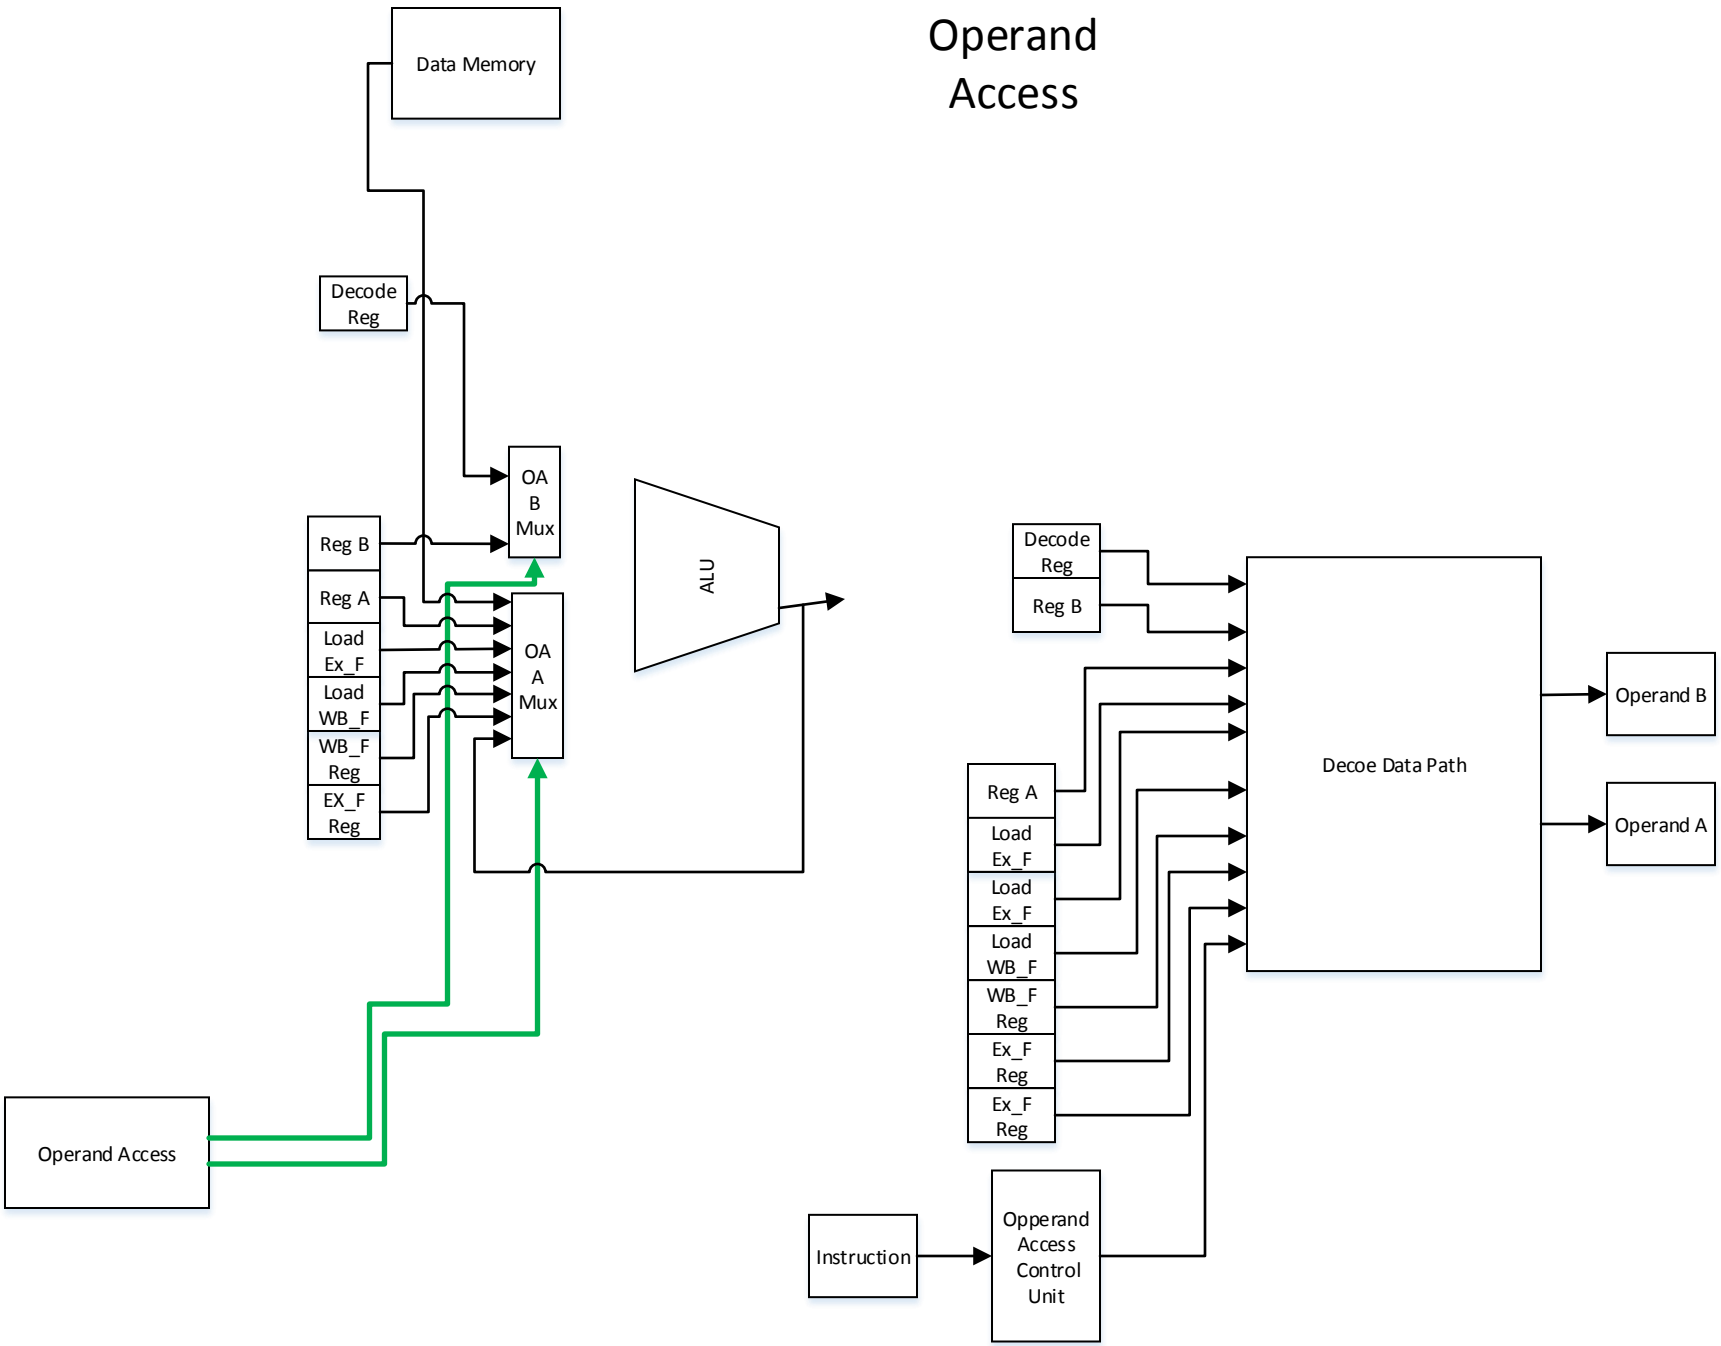 Operand
Access
Data Memory
Decode
Reg
OA
B
Mux
Reg B
Reg A
Load
Ex_F
Load
WB_F
WB_F
Reg
EX_F
Reg
OA
A
Mux
ALU
Operand Access
Decode
Reg
Reg B
Reg A
Load
Ex_F
Load
Ex_F
Load
WB_F
WB_F
Reg
Ex_F
Reg
Ex_F
Reg
Decoe Data Path
Operand B
Operand A
Instruction
Opperand
Access
Control
Unit